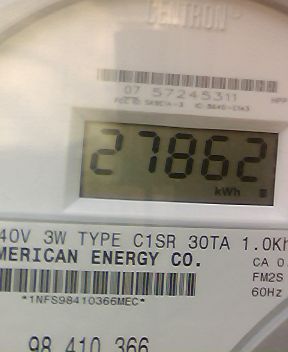 CENTRON®
07 57245311
27862
kWh
40V 3W TYPE C1SR 30TA 1.0Kh
MERICAN ENERGY CO.
CA 0.
FM2S
*1NFS98410366MEC*
60Hz
98 410 366